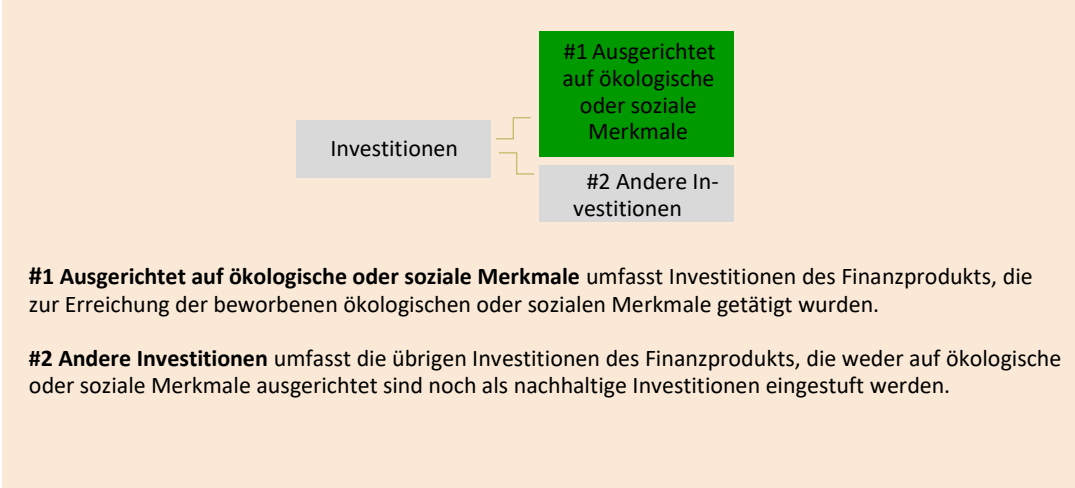 #1 Ausgerichtet
auf ökologische
oder soziale
Merkmale
Investitionen
#2 Andere In-
vestitionen
#1 Ausgerichtet auf ökologische oder soziale Merkmale umfasst Investitionen des Finanzprodukts, die
zur Erreichung der beworbenen ökologischen oder sozialen Merkmale getätigt wurden.
#2 Andere Investitionen umfasst die übrigen Investitionen des Finanzprodukts, die weder auf ökologische
oder soziale Merkmale ausgerichtet sind noch als nachhaltige Investitionen eingestuft werden.